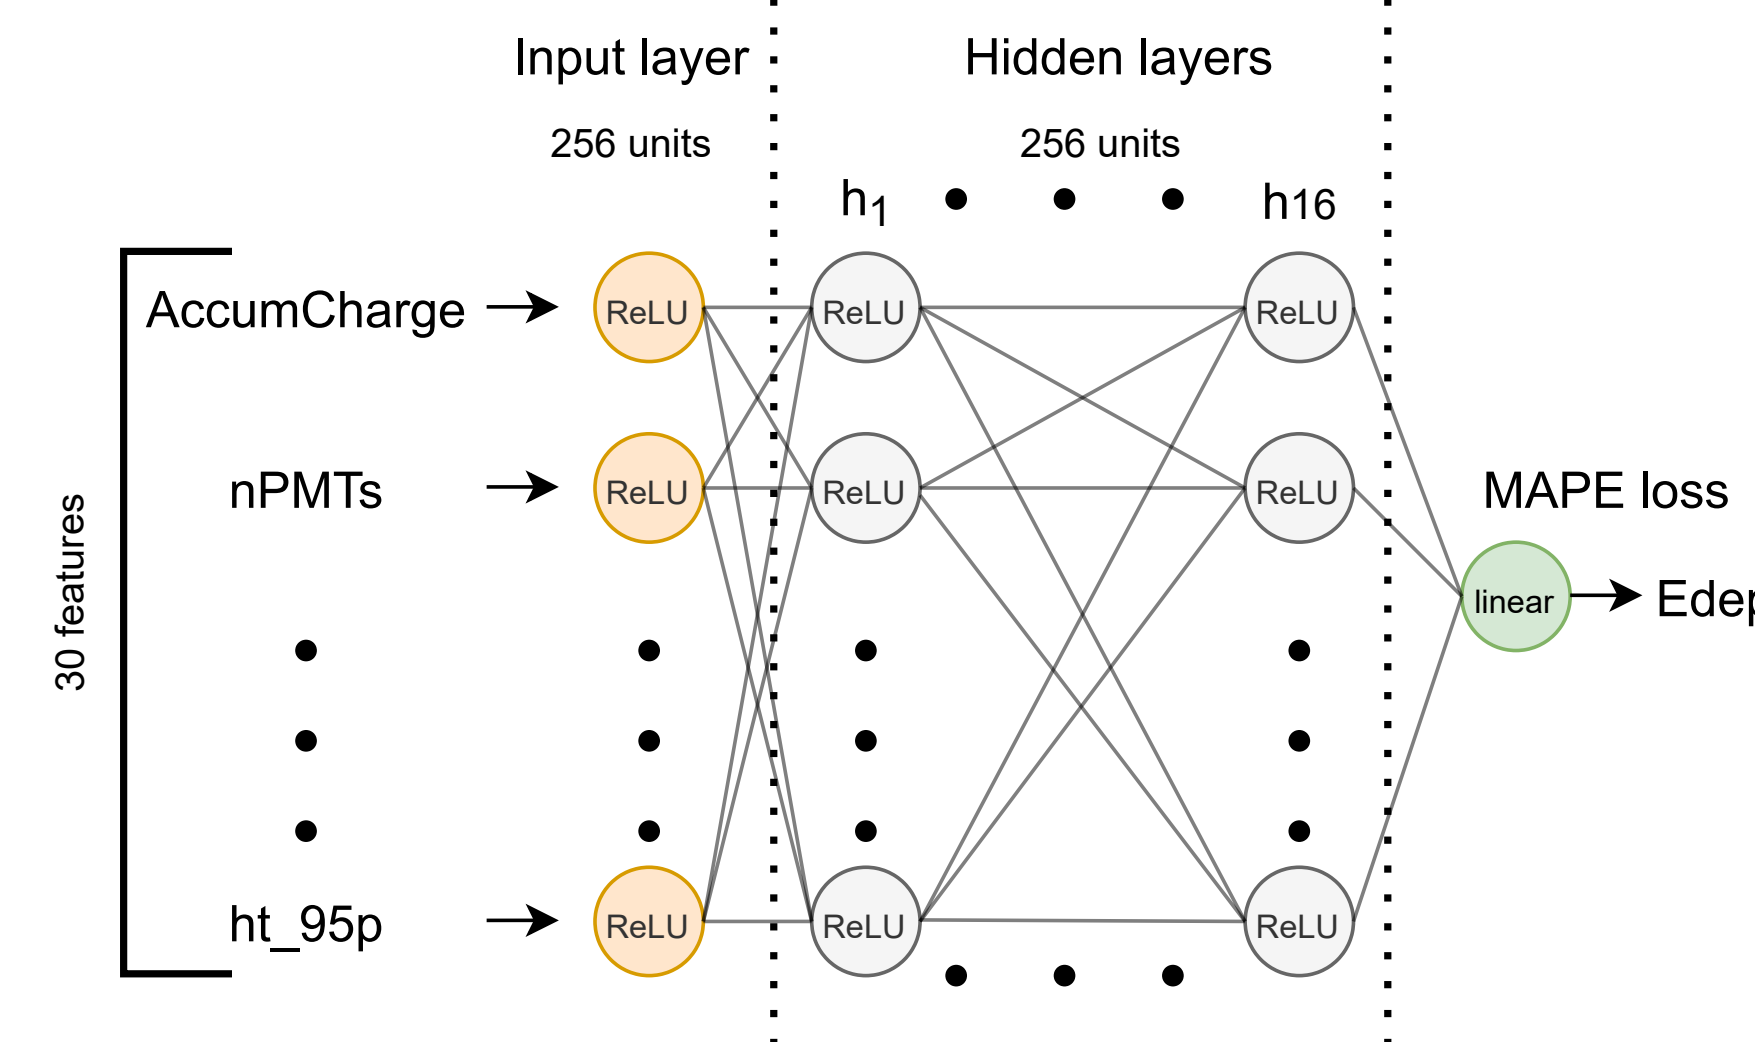 Input layer
Hidden layers
256 units
256 units
h1
h16
AccumCharge
ReLU
ReLU
ReLU
nPMTs
ReLU
ReLU
ReLU
MAPE loss
30 features
linear
Edep
ht_95p
ReLU
ReLU
ReLU